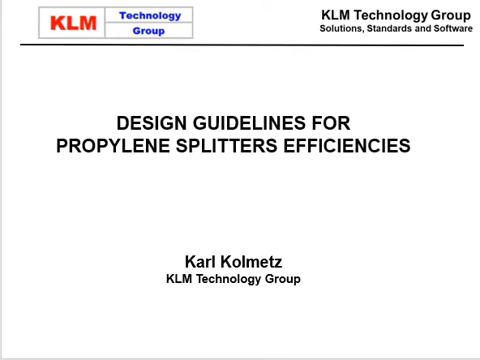 KLM Technology Group
KLM Technology Group
Solutions, Standards and Software
DESIGN GUIDELINES FOR
PROPYLENE SPLITTERS EFFICIENCIES
Karl Kolmetz
KLM Technology Group